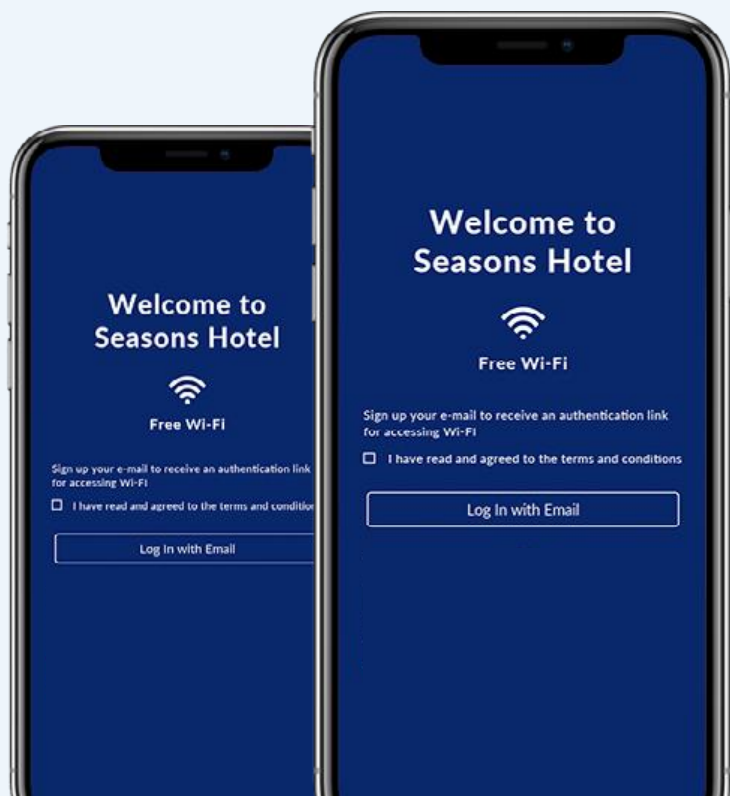 Welcome to
Seasons Hotel
Free Wi-Fi
Sign up your e-mail to receive an authentication link
for accessing Wi-Fi
I have read and agreed to the terms and
Log In with Email
Welcome to
Seasons Hotel
Free Wi-Fi
Sign up your e-mail to receive an authentication link
for accessing Wi-Fi
I have read and agreed to the terms and conditions
Log In with Email